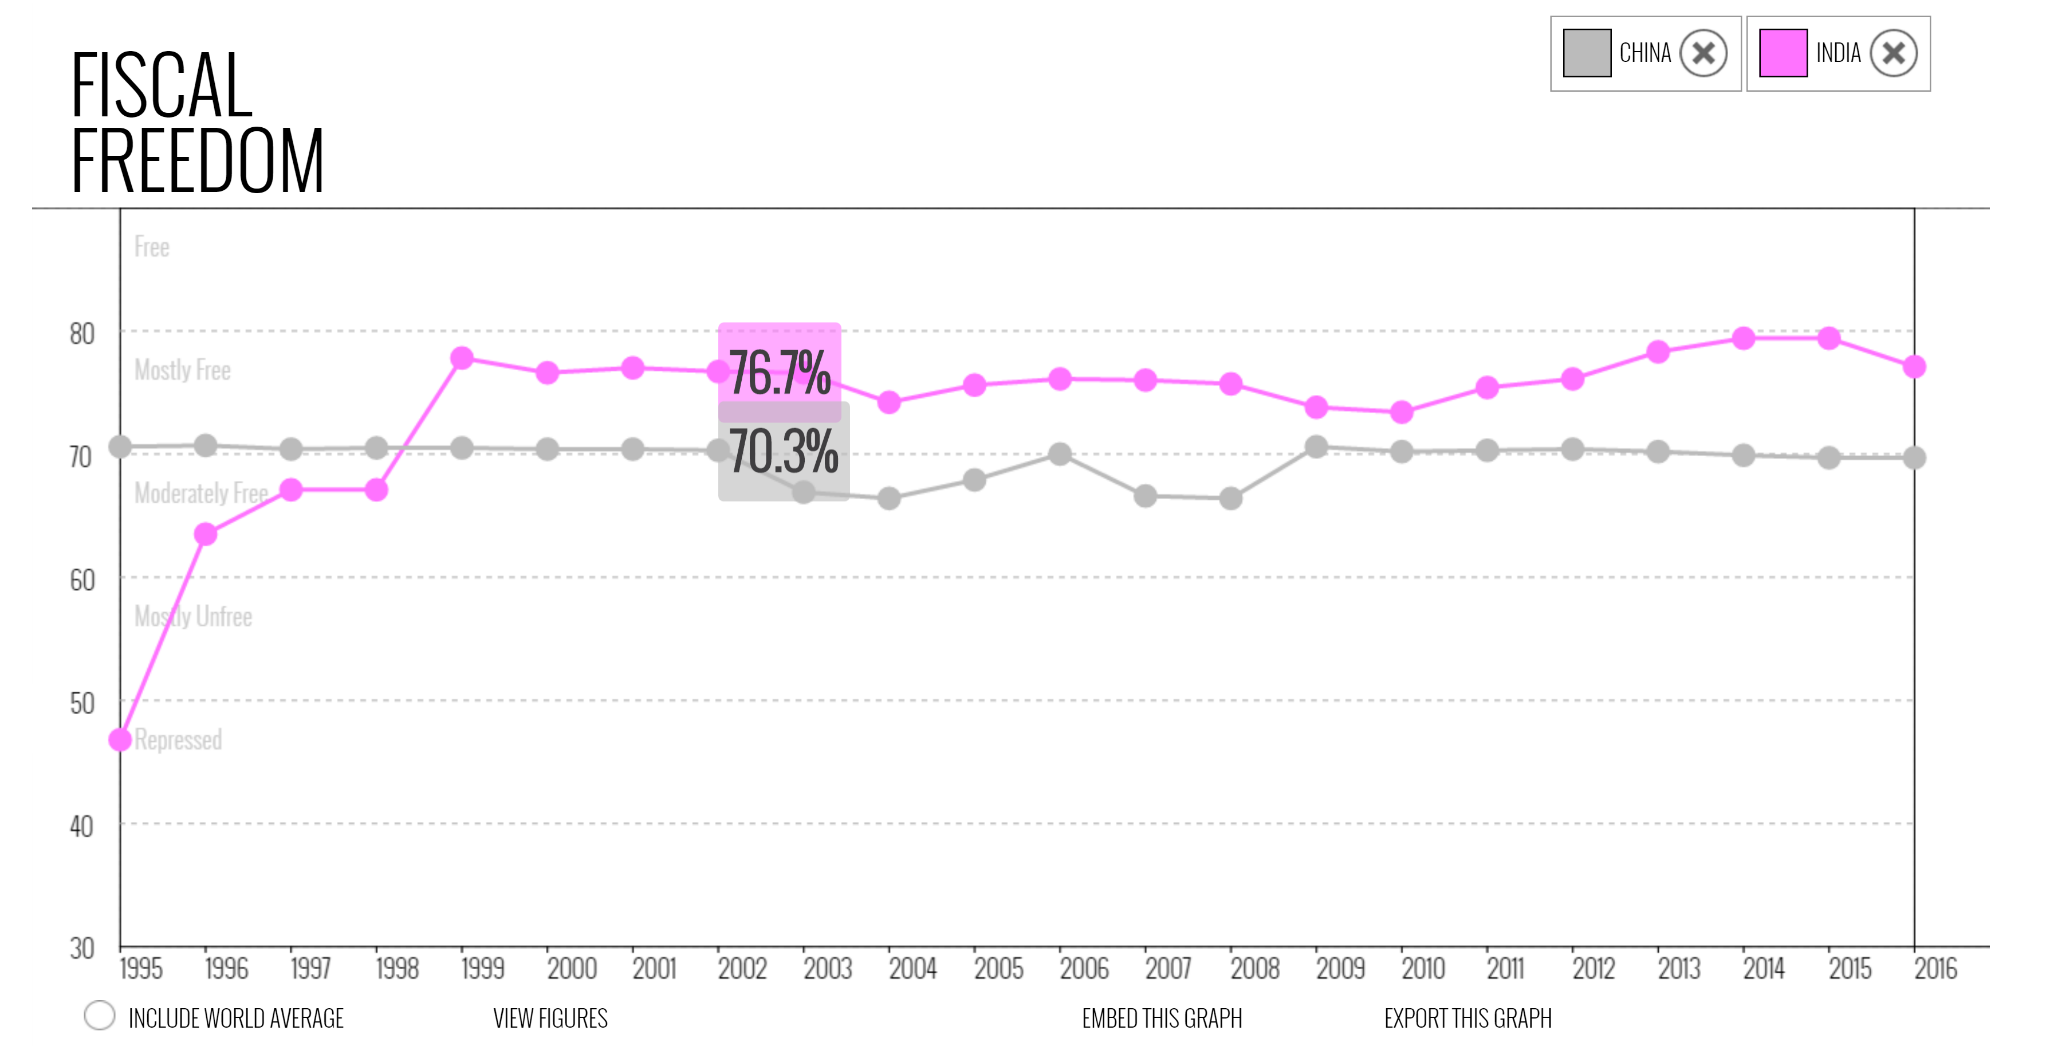 FISCAL
FREEDOM
CHINA
INDIA
Free
80
Mostly Free
76.7%
70
70.3%
Moderately Free
60
Mostly Unfree
50
Repressed
40
30
1995 1996 1997 1998 1999 2000 2001 2002 2003 2004 2005 2006 2007 2008 2009 2010 2011 2012 2013 2014 2015 2016
INCLUDE WORLD AVERAGE VIEW FIGURES EMBED THIS GRAPH EXPORT THIS GRAPH